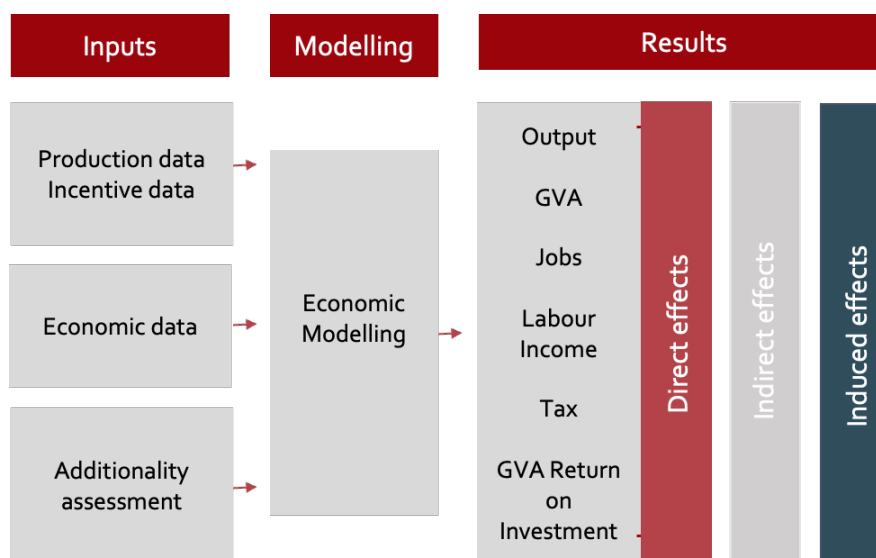 Inputs
Modelling
Results
Production data
Incentive data
Economic data
Additionality
assessment
Economic
Modelling
Output
GVA
Jobs
Labour
Income
Tax
GVA Return
on
Investment
Direct effects
Indirect effects
Induced effects